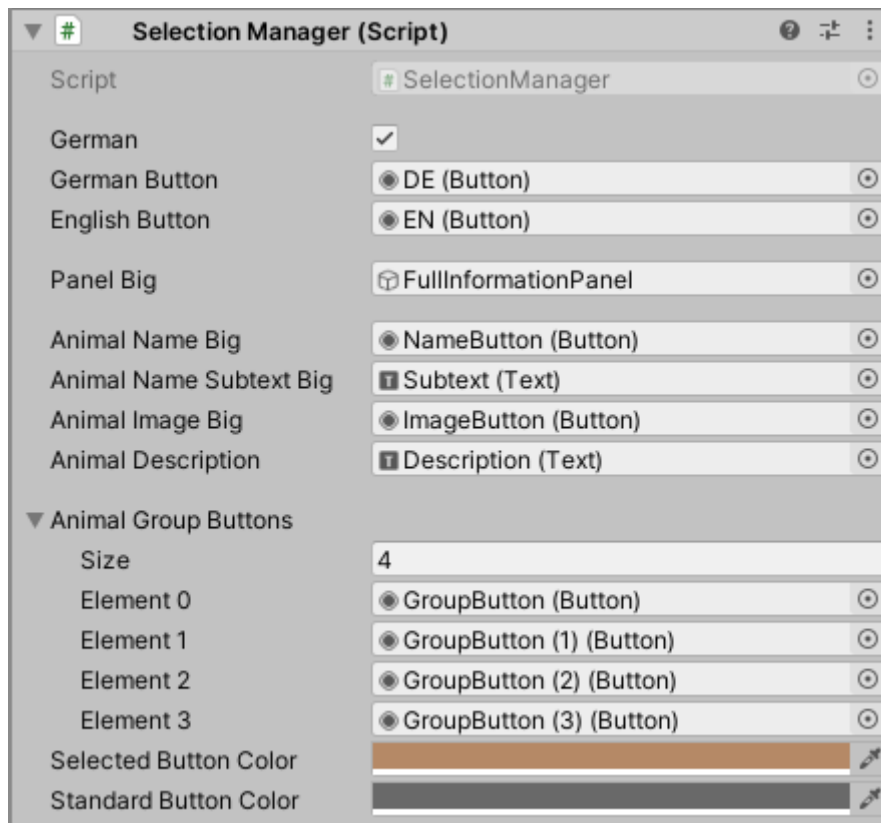 Selection Manager (Script)
Script SelectionManager
German
German Button DE (Button)
English Button EN (Button)
Panel Big FullInformationPanel
Animal Name Big NameButton (Button)
Animal Name Subtext Big Subtext (Text)
Animal Image Big ImageButton (Button)
Animal Description Description (Text)
Animal Group Buttons
Size 4
Element 0 GroupButton (Button)
Element 1 GroupButton (1) (Button)
Element 2 GroupButton (2) (Button)
Element 3 GroupButton (3) (Button)
Selected Button Color
Standard Button Color